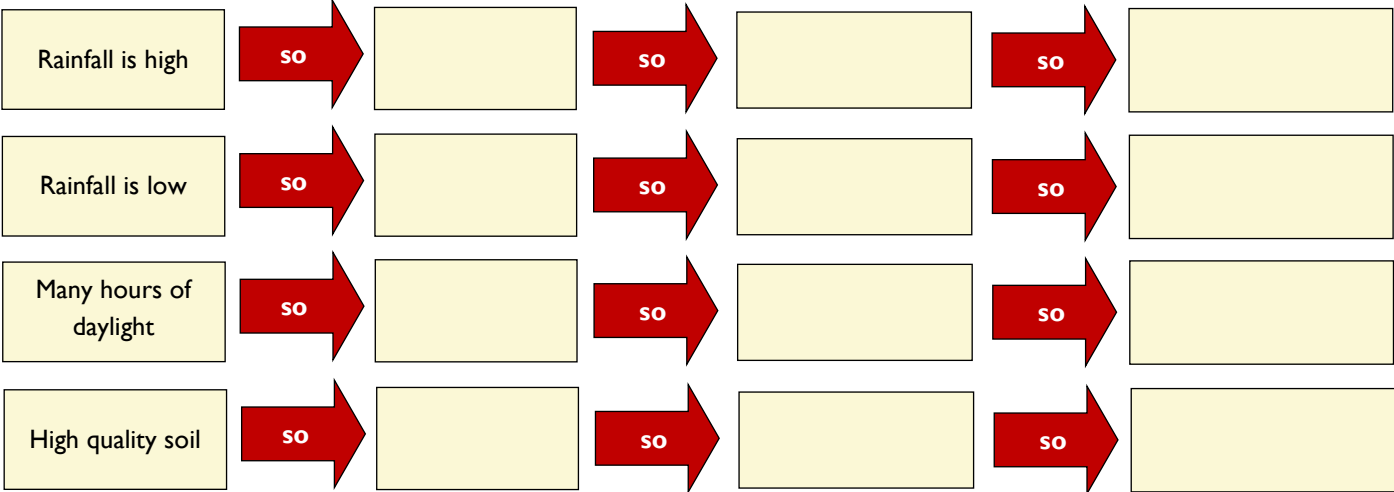 Rainfall is high
so
so
so
Rainfall is low
so
so
so
Many hours of
daylight
so
so
so
High quality soil
so
so
so